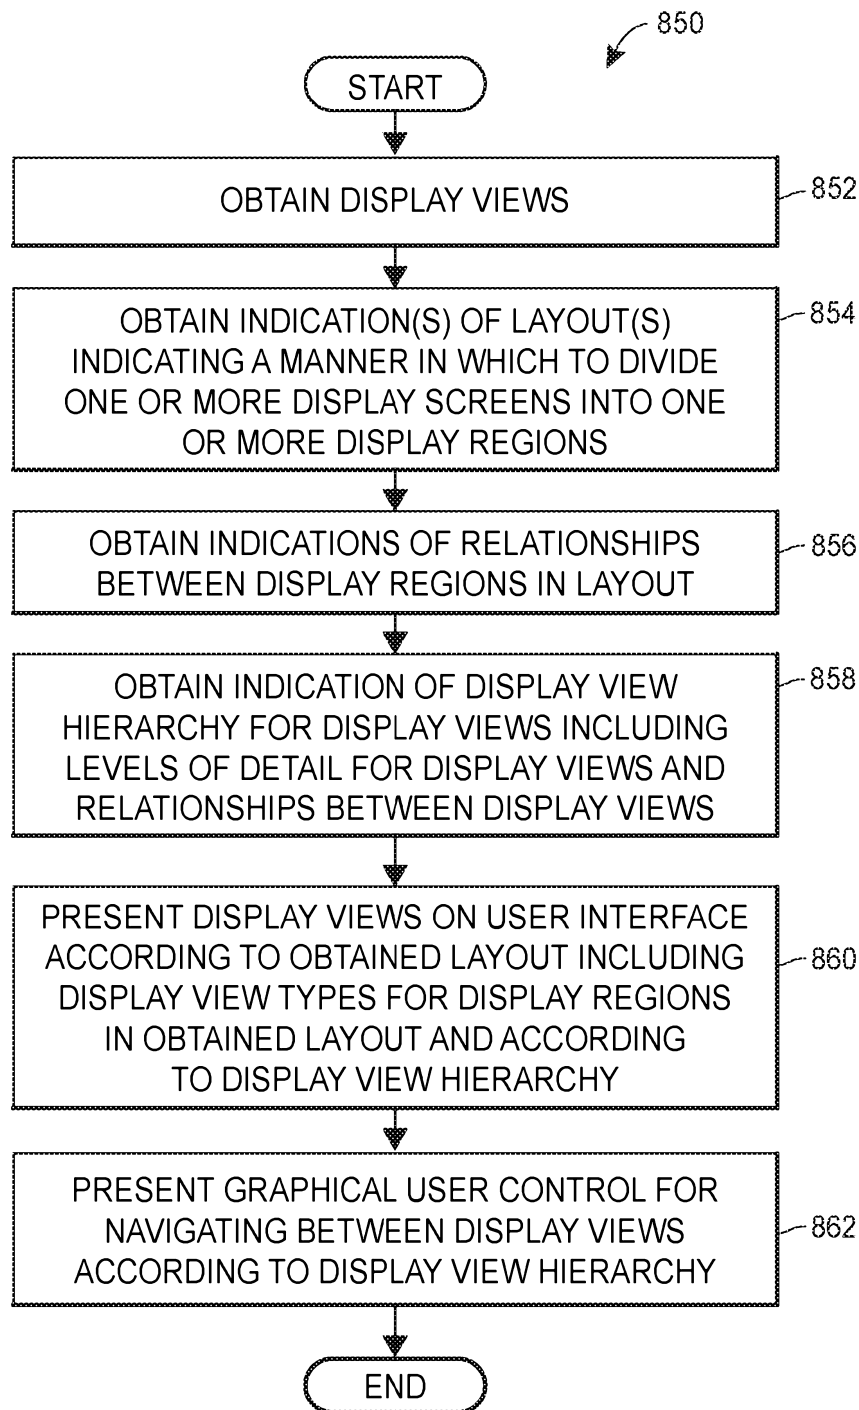 850
START
OBTAIN DISPLAY VIEWS
852
OBTAIN INDICATION(S) OF LAYOUT(S)
INDICATING A MANNER IN WHICH TO DIVIDE
ONE OR MORE DISPLAY SCREENS INTO ONE
OR MORE DISPLAY REGIONS
854
OBTAIN INDICATIONS OF RELATIONSHIPS
BETWEEN DISPLAY REGIONS IN LAYOUT
856
OBTAIN INDICATION OF DISPLAY VIEW
HIERARCHY FOR DISPLAY VIEWS INCLUDING
LEVELS OF DETAIL FOR DISPLAY VIEWS AND
RELATIONSHIPS BETWEEN DISPLAY VIEWS
858
PRESENT DISPLAY VIEWS ON USER INTERFACE
ACCORDING TO OBTAINED LAYOUT INCLUDING
DISPLAY VIEW TYPES FOR DISPLAY REGIONS
IN OBTAINED LAYOUT AND ACCORDING
TO DISPLAY VIEW HIERARCHY
860
PRESENT GRAPHICAL USER CONTROL FOR
NAVIGATING BETWEEN DISPLAY VIEWS
ACCORDING TO DISPLAY VIEW HIERARCHY
862
END